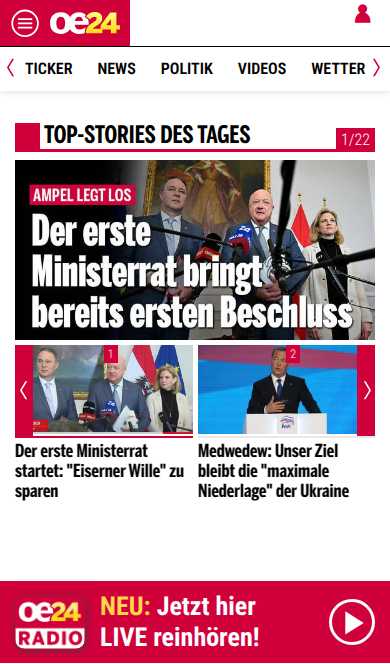 oe24
TICKER NEWS POLITIK VIDEOS WETTER
TOP-STORIES DES TAGES
1/22
AMPEL LEGT LOS
Der erste
Ministerrat bringt
bereits ersten Beschluss
1
2
Der erste Ministerrat
startet: "Eiserner Wille" zu
sparen
Medwedew: Unser Ziel
bleibt die "maximale
Niederlage" der Ukraine
oe24
RADIO
NEU: Jetzt hier
LIVE reinhören!